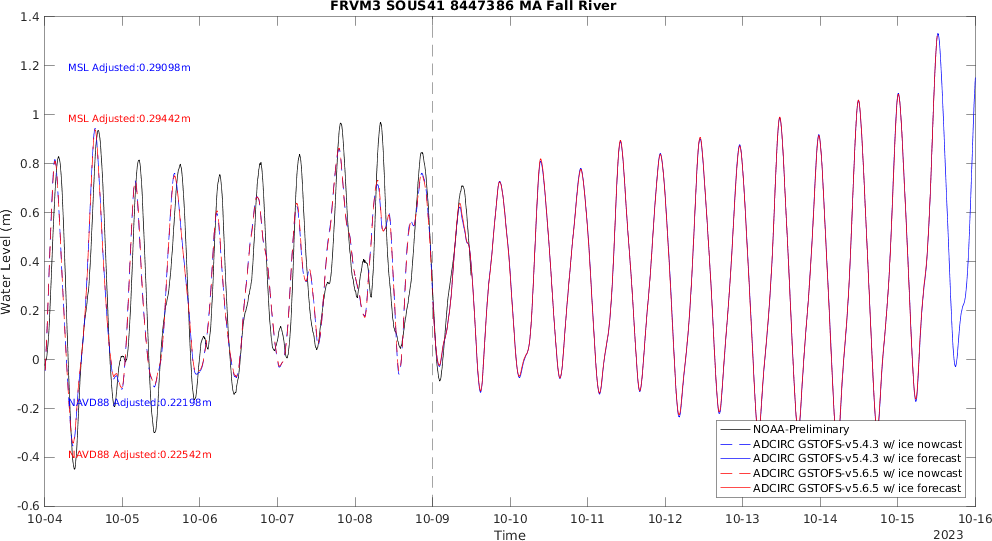 FRVM3 SOUS41 8447386 MA Fall River
1.4
1.2
1
0.8
0.6
0.4
0.2
0
-0.2
-0.4
-0.6
Water Level (m)
MSL Adjusted:0.29098m
MSL Adjusted:0.29442m
NAVD88 Adjusted:0.22198m
NAVD88 Adjusted:0.22542m
NOAA-Preliminary
ADCIRC GSTOFS-v5.4.3 w/ ice nowcast
ADCIRC GSTOFS-v5.4.3 w/ ice forecast
ADCIRC GSTOFS-v5.6.5 w/ ice nowcast
ADCIRC GSTOFS-v5.6.5 w/ ice forecast
10-04 10-05 10-06 10-07 10-08 10-09 10-10 10-11 10-12 10-13 10-14 10-15 10-16
Time
2023